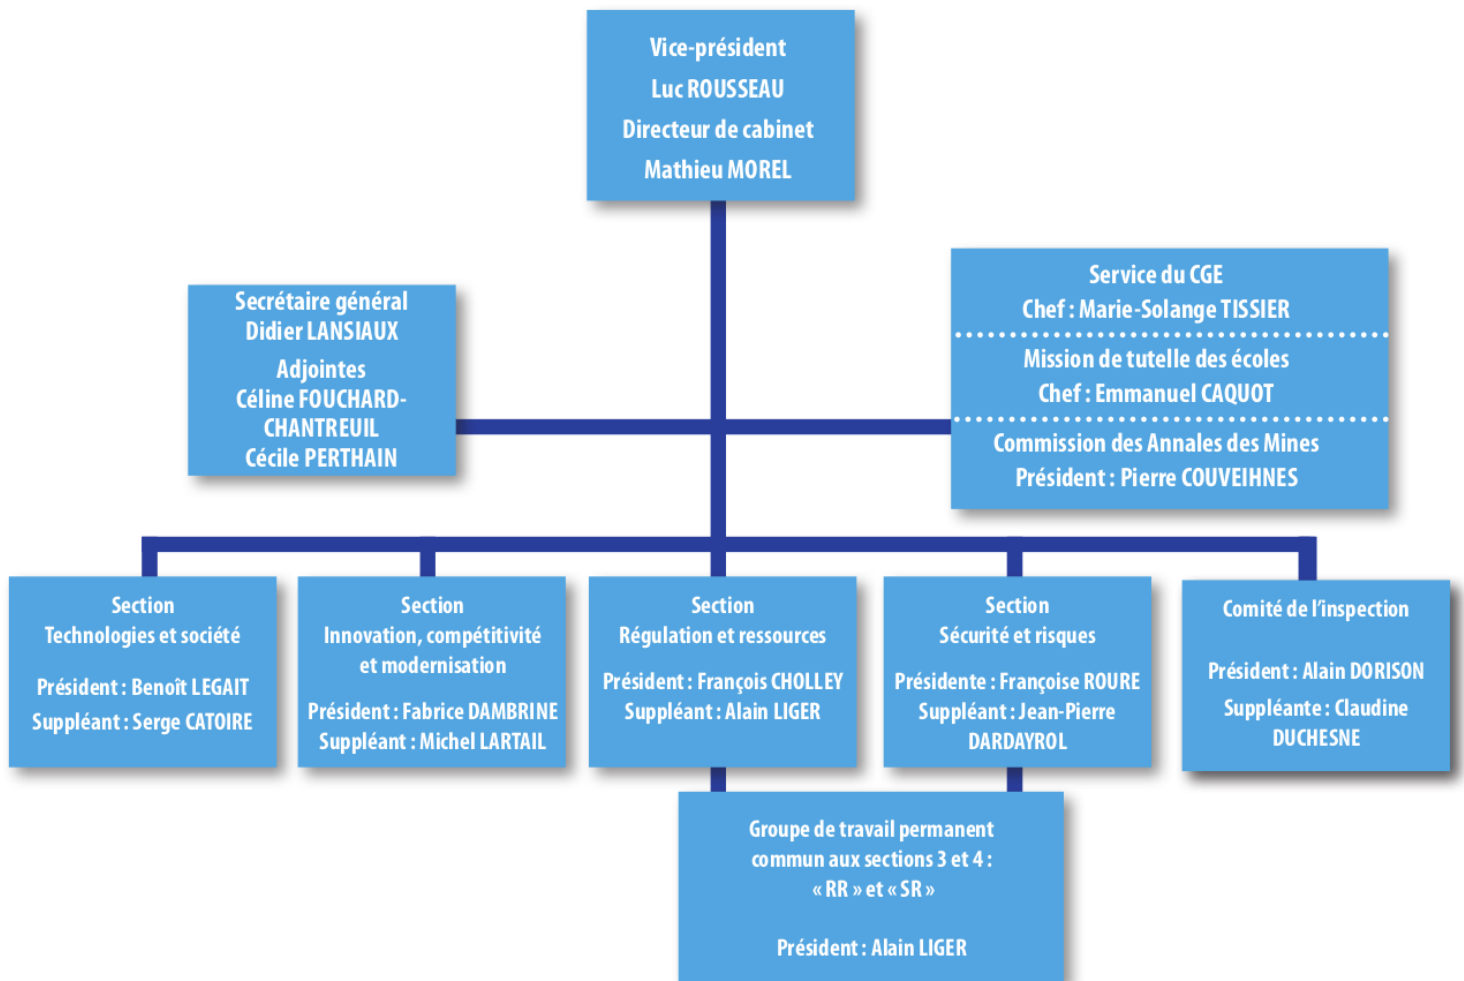 Vice-président
Luc ROUSSEAU
Directeur de cabinet
Mathieu MOREL
Secrétaire général
Didier LANSIAUX
Adjointes
Céline FOUCHARD-
CHANTREUIL
Cécile PERTHAIN
Service du CGE
Chef : Marie-Solange TISSIER
Mission de tutelle des écoles
Chef : Emmanuel CAQUOT
Commission des Annales des Mines
Président : Pierre COUVEIHNES
Section
Technologies et société
Président : Benoît LEGAIT
Suppléant : Serge CATOIRE
Section
Innovation, compétitivité
et modernisation
Président : Fabrice DAMBRINE
Suppléant : Michel LARTAIL
Section
Régulation et ressources
Président : François CHOLLEY
Suppléant : Alain LIGER
Section
Sécurité et risques
Présidente : Françoise ROURE
Suppléant : Jean-Pierre
DARDAYROL
Comité de l’inspection
Président : Alain DORISON
Suppléante : Claudine
DUCHESNE
Groupe de travail permanent
commun aux sections 3 et 4 :
« RR » et « SR »
Président : Alain LIGER